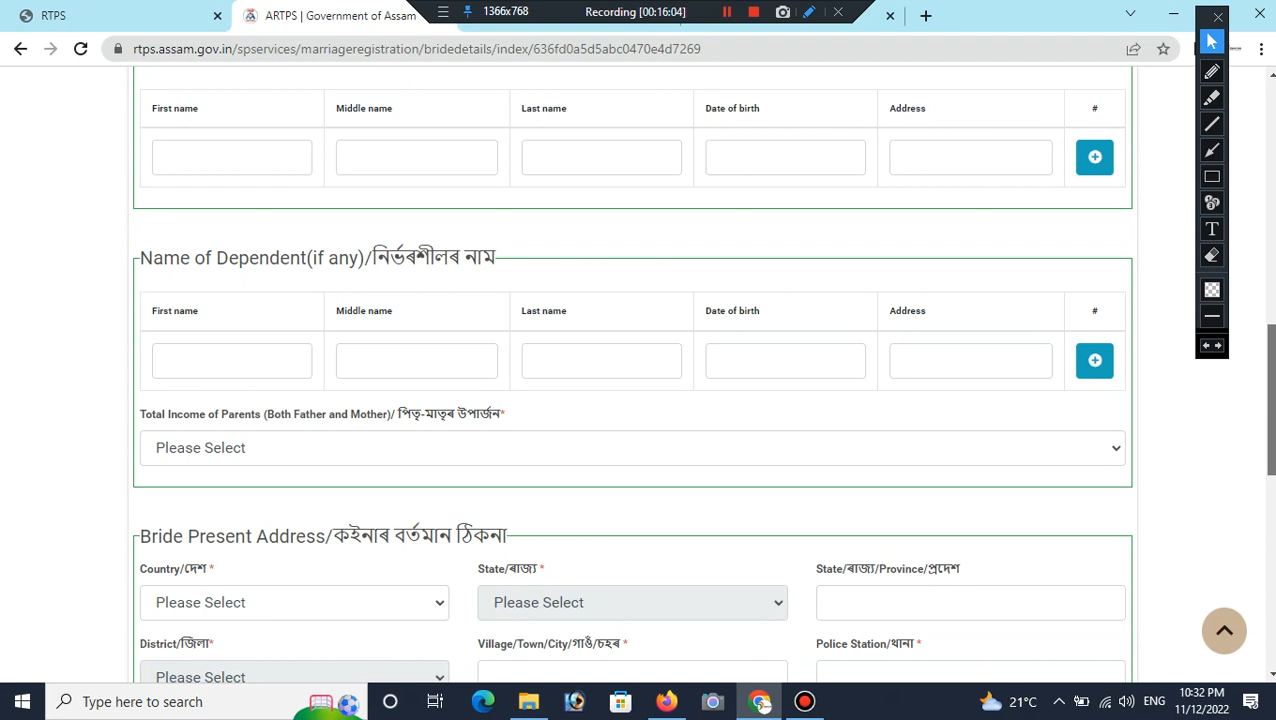 RTPS
ARTPS | Government of Assam
1366x768
Recording [00:16:04]
rtps.assam.gov.in/spservices/marriageregistration/bridedetails/index/636fd0a5d5abc0470e4d7269
First name Middle name Last name Date of birth Address #
Name of Dependent(if any)/নিৰ্ভৰশীলৰ নাম
First name Middle name Last name Date of birth Address #
Total Income of Parents (Both Father and Mother)/ পিতৃ-মাতৃৰ উপাৰ্জন*
Please Select
Bride Present Address/কইনাৰ বৰ্তমান ঠিকনা
Country/দেশ * State/ৰাজ্য * State/ৰাজ্য/Province/প্ৰদেশ
Please Select Please Select
District/জিলা* Village/Town/City/গাওঁ/চহৰ * Police Station/থানা *
Please Select
Type here to search
21°C ENG 10:32 PM
11/12/2022